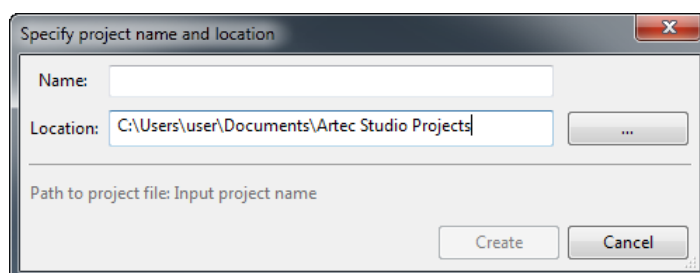 Specify project name and location
Name:
Location: C:\Users\user\Documents\Artec Studio Projects ...
Path to project file: Input project name
Create Cancel